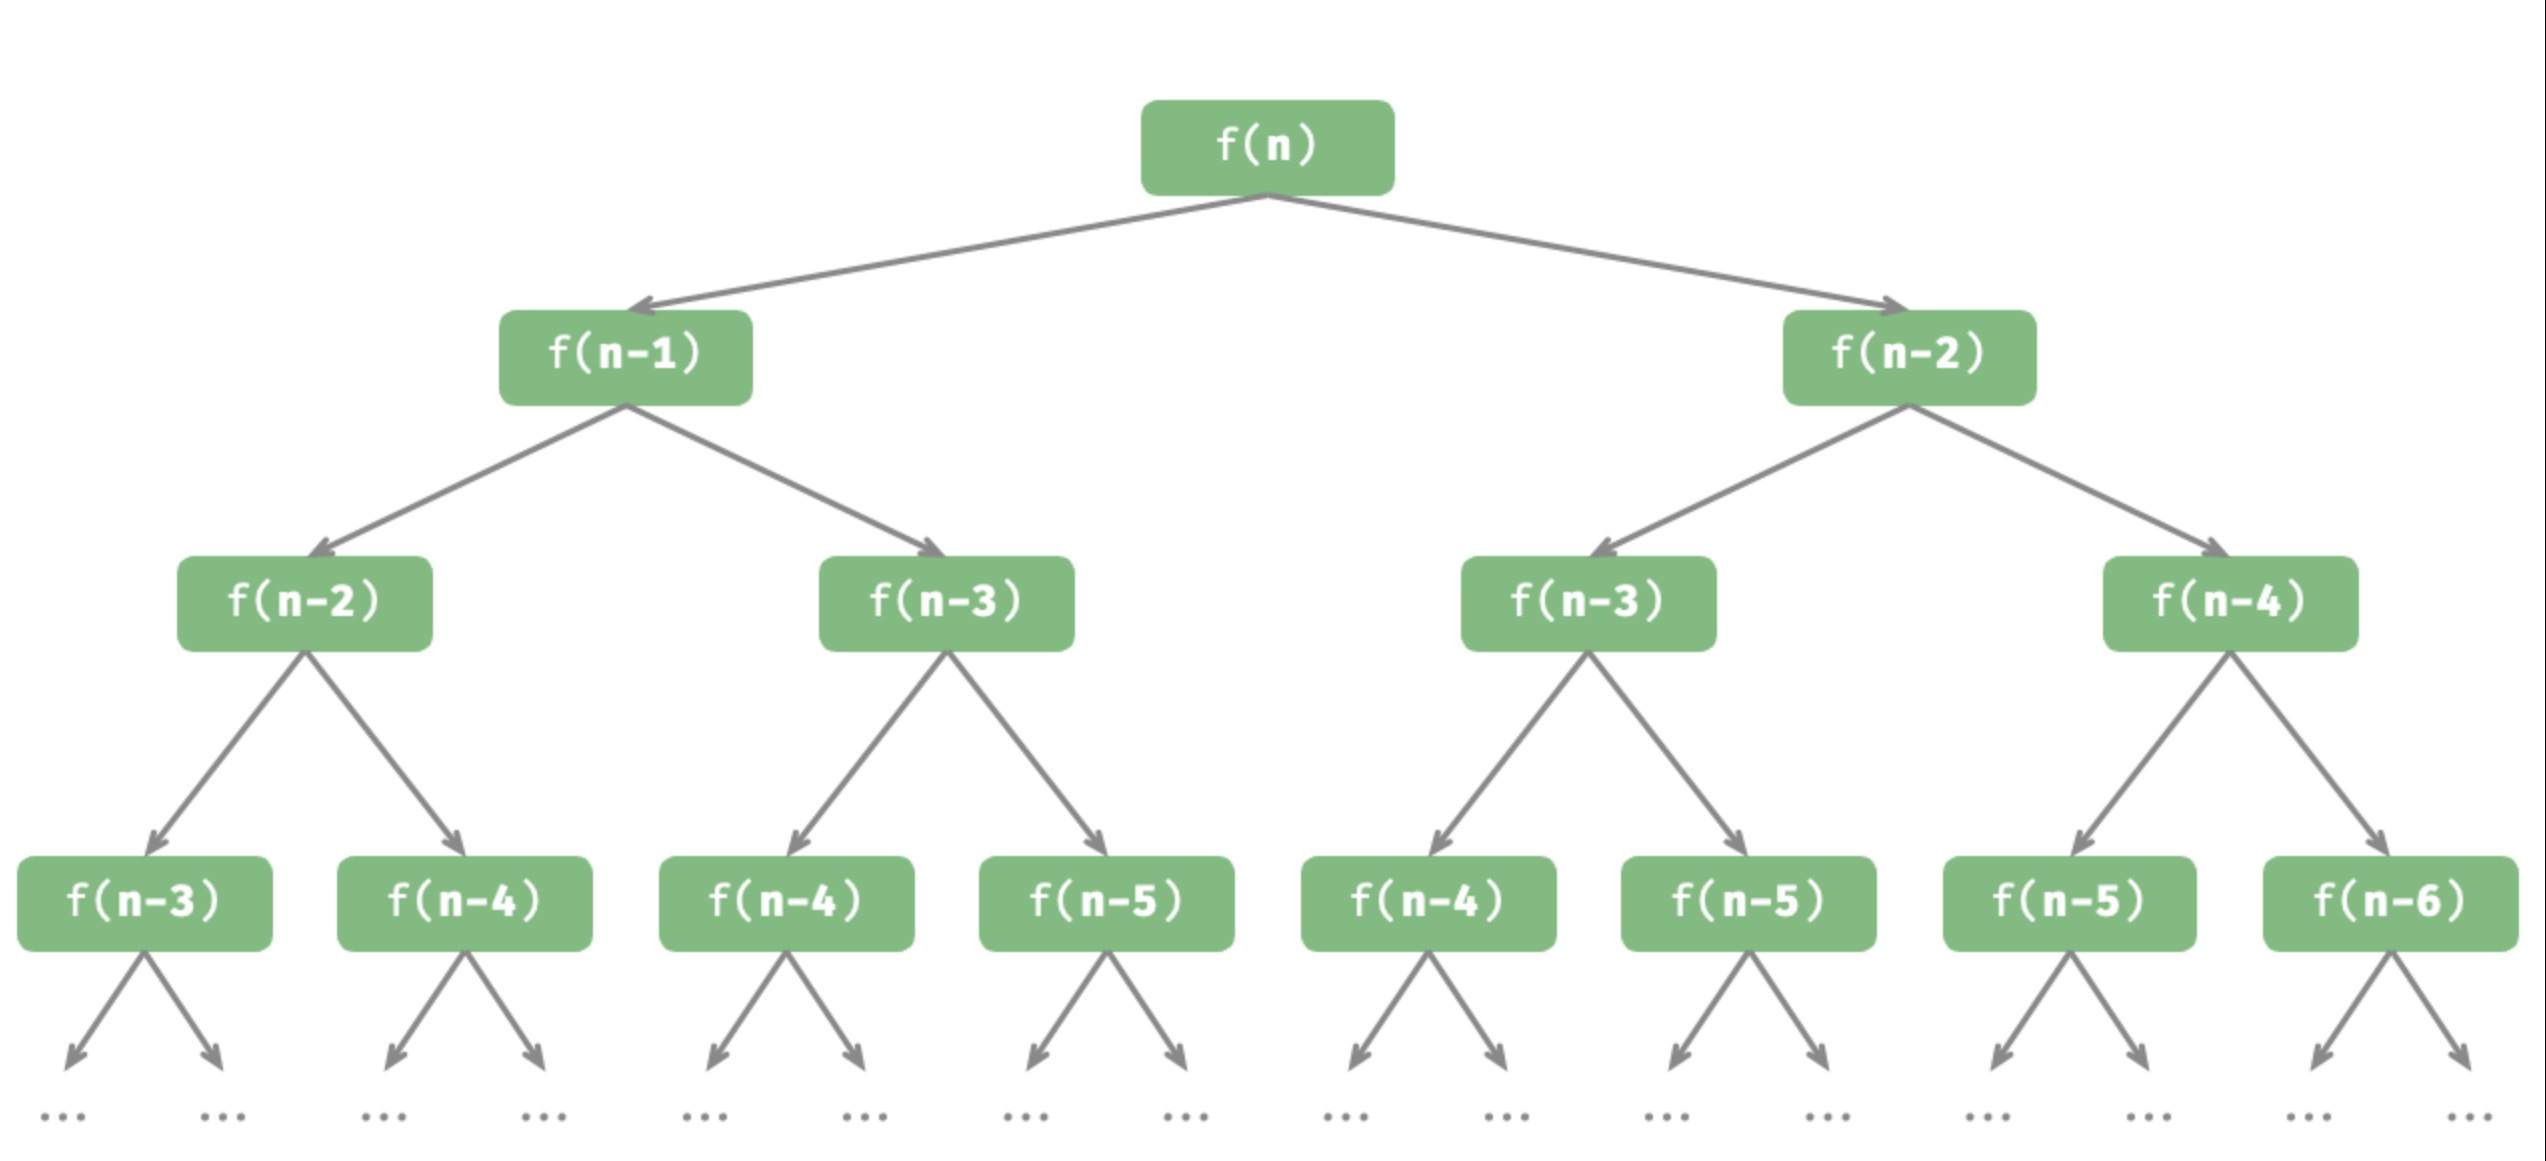 f(n)
f(n-1) f(n-2)
f(n-2) f(n-3) f(n-3) f(n-4)
f(n-3) f(n-4) f(n-4) f(n-5) f(n-4) f(n-5) f(n-5) f(n-6)
... ... ... ... ... ... ... ... ... ... ... ... ... ... ... ...